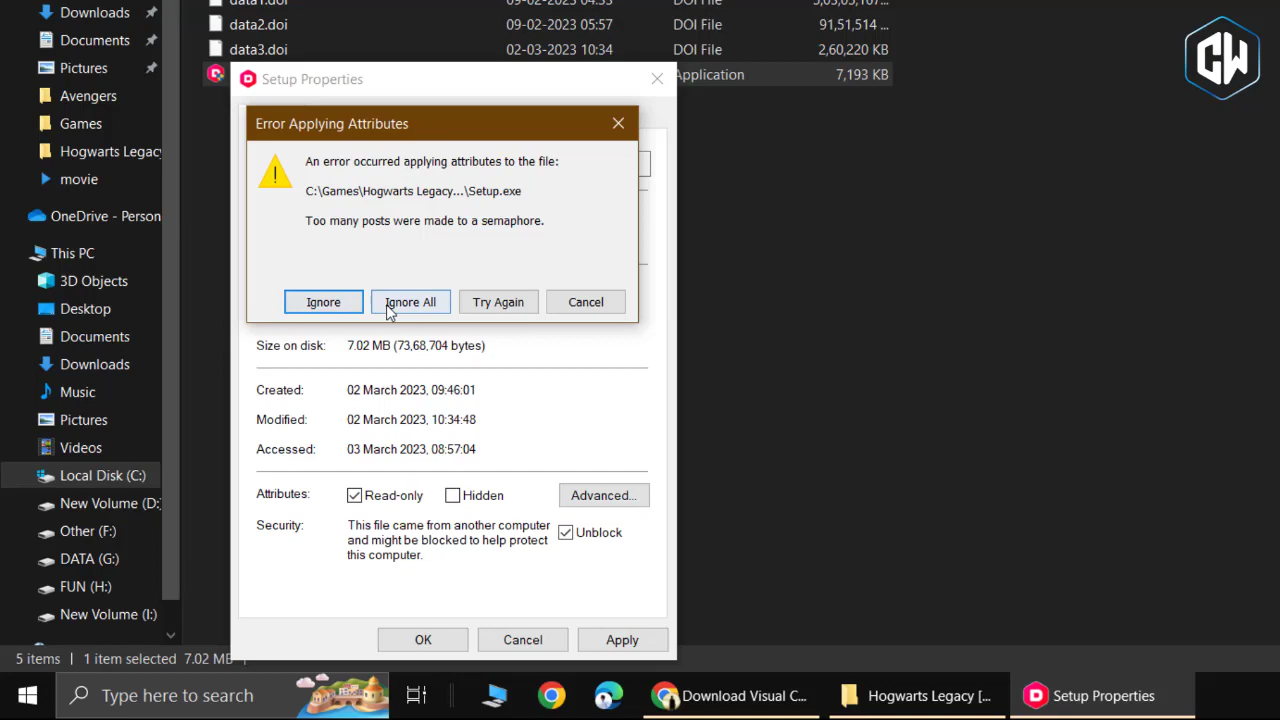 Downloads
data2.doi 09-02-2023 05:57 DOI File 91,51,514 ...
Documents
data3.doi 02-03-2023 10:34 DOI File 2,60,220 KB
Pictures
Setup Properties
Application 7,193 KB
Avengers
Games
Hogwarts Legacy
movie
OneDrive - Person
This PC
3D Objects
Desktop
Documents
Downloads
Music
Pictures
Videos
Local Disk (C:)
New Volume (D:
Other (F:)
DATA (G:)
FUN (H:)
New Volume (I:)
Error Applying Attributes
An error occurred applying attributes to the file:
C:\Games\Hogwarts Legacy...\Setup.exe
Too many posts were made to a semaphore.
Ignore Ignore All Try Again Cancel
Size on disk: 7.02 MB (73,68,704 bytes)
Created: 02 March 2023, 09:46:01
Modified: 02 March 2023, 10:34:48
Accessed: 03 March 2023, 08:57:04
Attributes: Read-only Hidden Advanced...
Security: This file came from another computer
and might be blocked to help protect
this computer.
Unblock
OK Cancel Apply
5 items 1 item selected 7.02 MB
Type here to search
Download Visual C...
Hogwarts Legacy [...
Setup Properties
CW